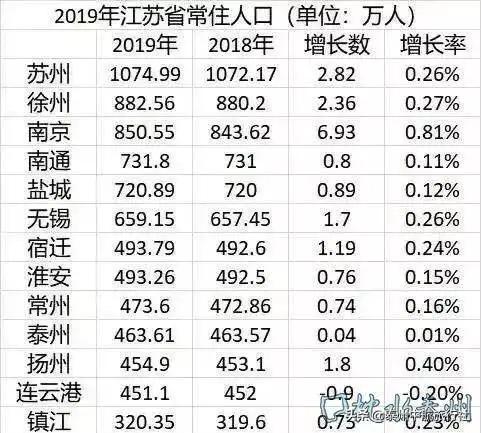 2019年江苏省常住人口（单位：万人）
2019年 2018年 增长数 增长率
苏州 1074.99 1072.17 2.82 0.26%
徐州 882.56 880.2 2.36 0.27%
南京 850.55 843.62 6.93 0.81%
南通 731.8 731 0.8 0.11%
盐城 720.89 720 0.89 0.12%
无锡 659.15 657.45 1.7 0.26%
宿迁 493.79 492.6 1.19 0.24%
淮安 493.26 492.5 0.76 0.15%
常州 473.6 472.86 0.74 0.16%
泰州 463.61 463.57 0.04 0.01%
扬州 454.9 453.1 1.8 0.40%
连云港 451.1 452 -0.9 -0.20%
镇江 320.35 319.6 0.75 0.23%